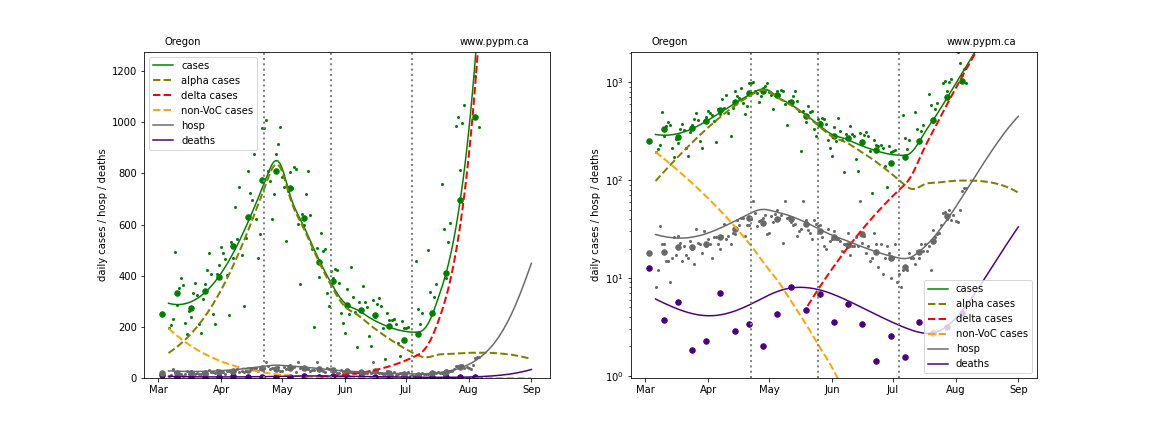 Oregon
www.pypm.ca
daily cases / hosp / deaths
1200
1000
800
600
400
200
0
cases
alpha cases
delta cases
non-VoC cases
hosp
deaths
Mar Apr May Jun Jul Aug Sep
Oregon
www.pypm.ca
daily cases / hosp / deaths
10³
10²
10¹
10⁰
cases
alpha cases
delta cases
non-VoC cases
hosp
deaths
Mar Apr May Jun Jul Aug Sep